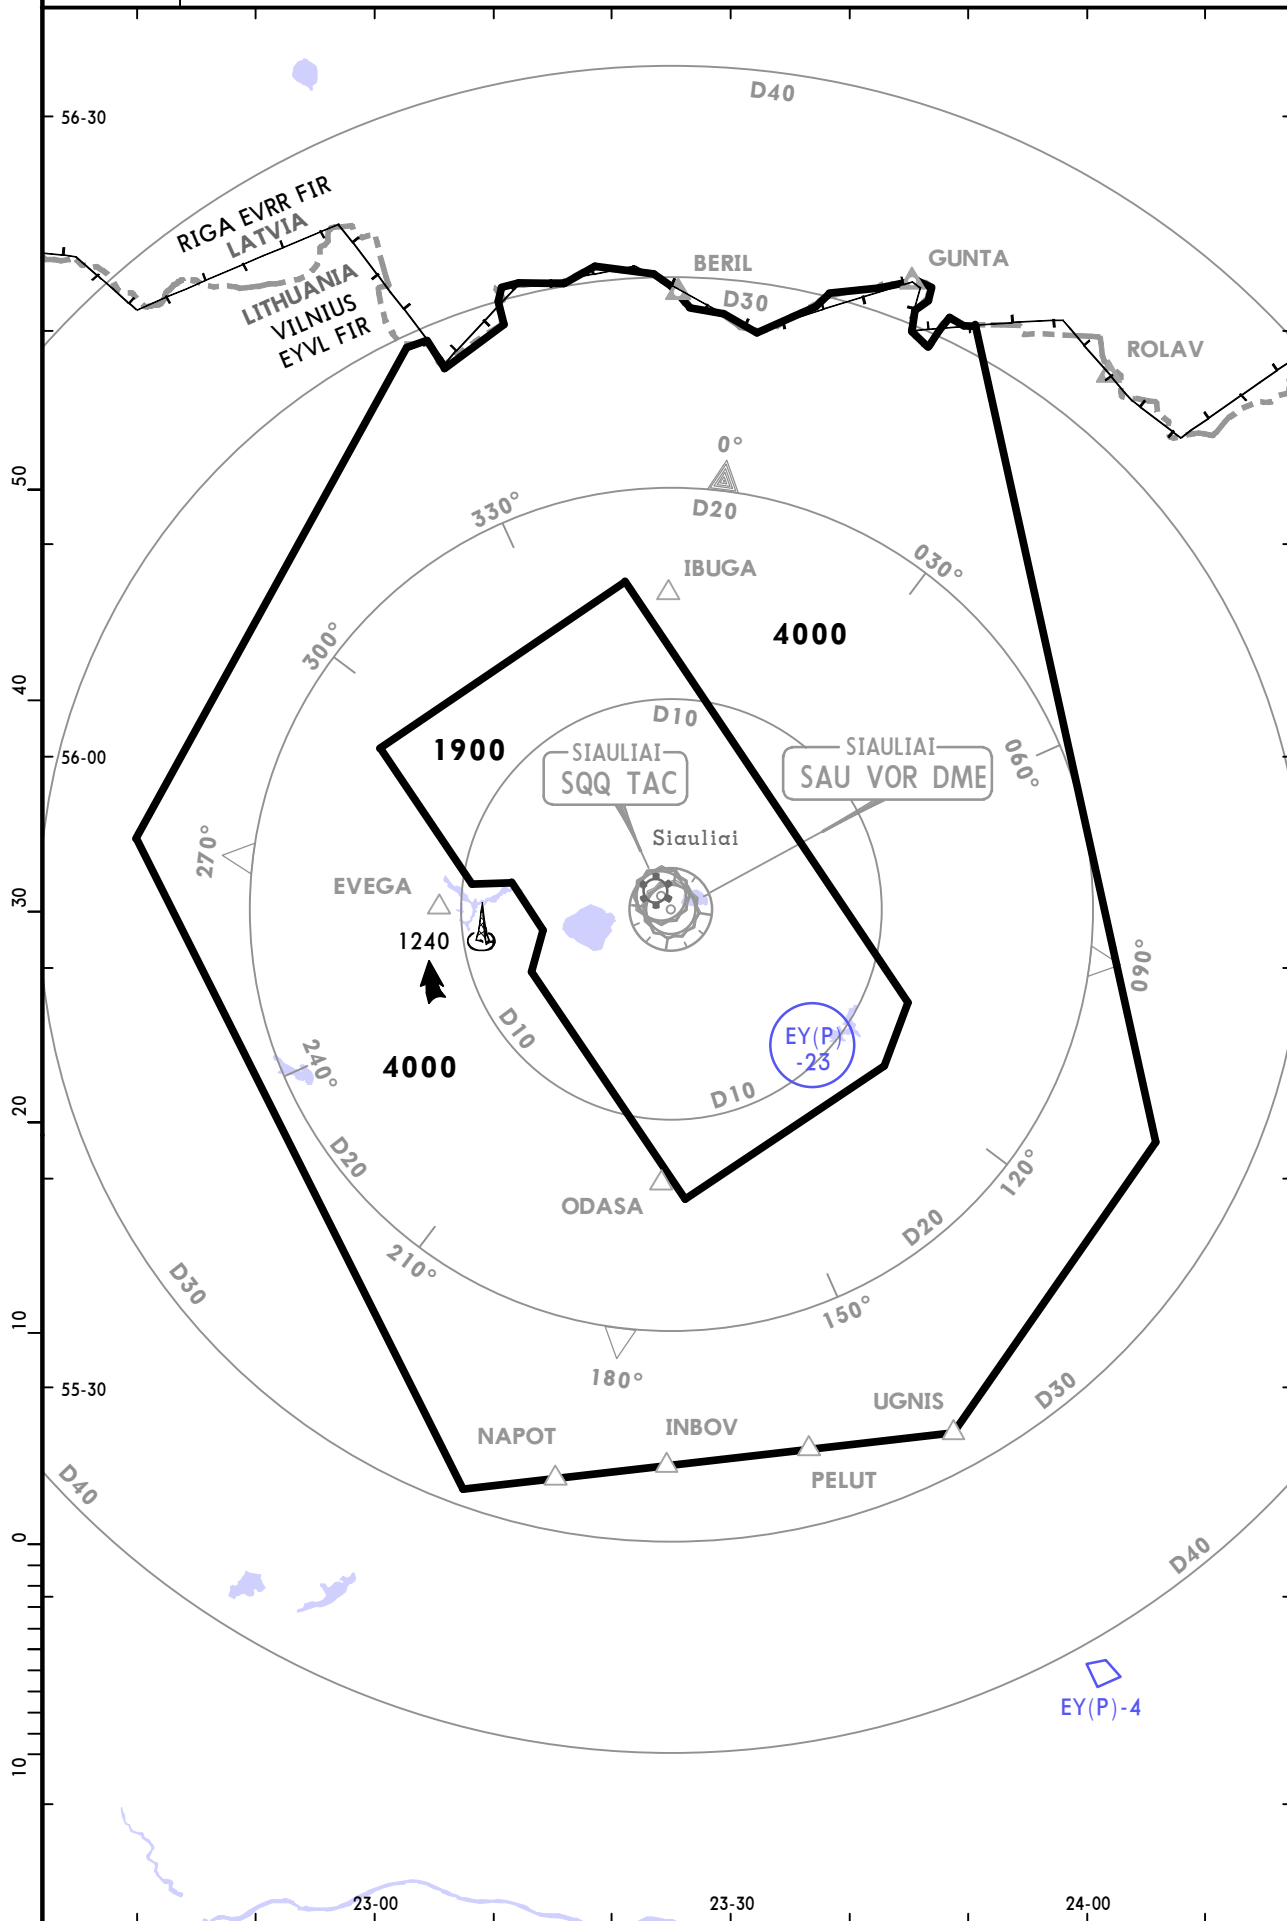 D40
56-30
RIGA EVRR FIR
LATVIA
LITHUANIA
VILNIUS
EYVL FIR
BERIL
GUNTA
D30
ROLAV
0°
50
D20
330°
030°
IBUGA
4000
300°
40
D10
060°
56-00
1900
SIAULIAI
SQQ TAC
SIAULIAI
SAU VOR DME
Siauliai
270°
EVEGA
30
1240
090°
D10
EY(P)
-23
240°
4000
D10
20
D20
120°
ODASA
D20
210°
D30
150°
10
180°
55-30
D30
UGNIS
NAPOT
INBOV
PELUT
D40
0
D40
EY(P)-4
10
23-00
23-30
24-00